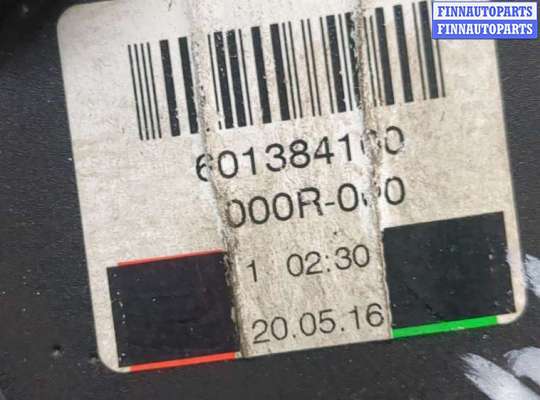 FINNAUTOPARTS
FINNAUTOPARTS
601384100
000R-000
1 02:30
20.05.16